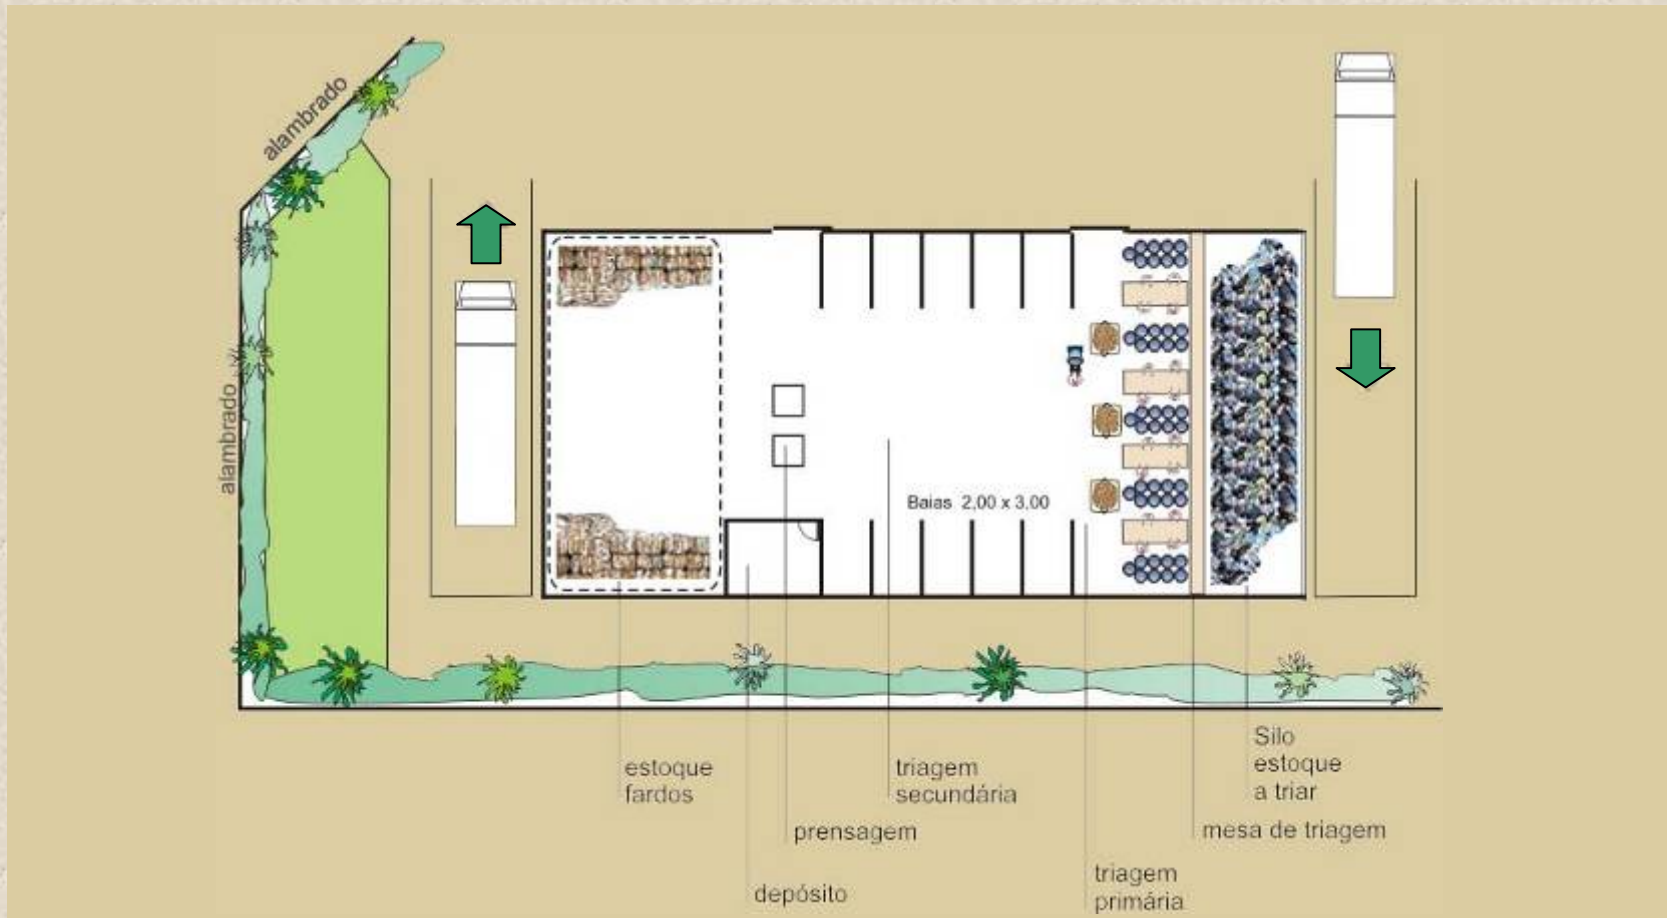 alambrado
alambrado
Baias 2,00 x 3,00
estoque
fardos
prensagem
depósito
triagem
secundária
triagem
primária
mesa de triagem
Silo
estoque
a triar